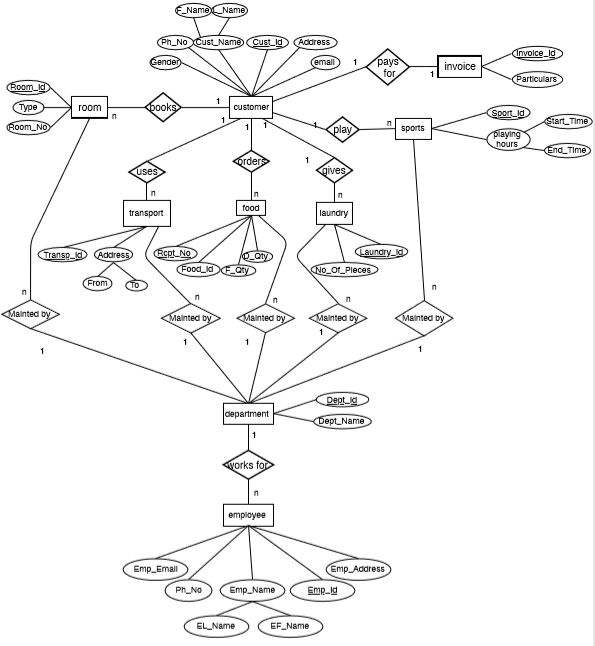 F_Name L_Name
Ph_No Cust_Name Cust_Id Address
Gender email
1 pays for 1 invoice
Invoice_Id
Particulars
Room_Id
Type
Room_No
room n books 1 customer
1 1 1
1 play n sports
Sport_Id
playing hours
Start_Time
End_Time
uses orders 1 gives
n n n
transport food laundry
Transp_Id Address
From To
Rcpt_No D_Qty
Food_Id F_Qty
Laundry_Id
No_Of_Pieces
n n n n n
Mainted by Mainted by Mainted by Mainted by Mainted by
1 1 1 1 1
department
Dept_Id
Dept_Name
1
works for
n
employee
Emp_Email Emp_Address
Ph_No Emp_Name Emp_Id
EL_Name EF_Name